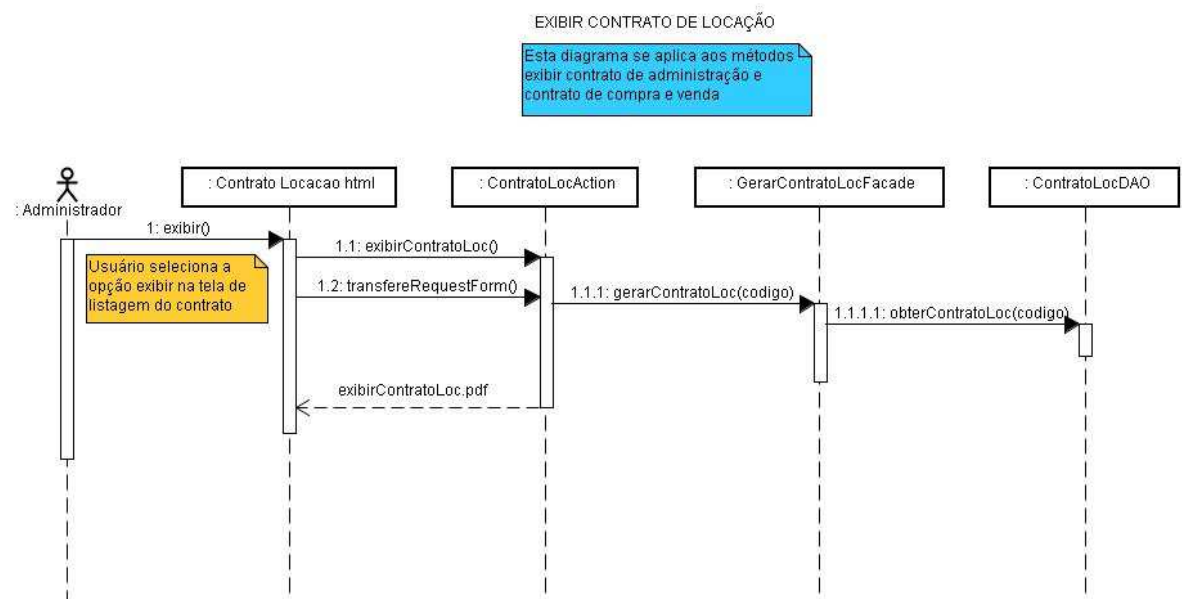 EXIBIR CONTRATO DE LOCAÇÃO
Esta diagrama se aplica aos métodos
exibir contrato de administração e
contrato de compra e venda
: Administrador
: Contrato Locacao html
: ContratoLocAction
: GerarContratoLocFacade
: ContratoLocDAO
1: exibir()
Usuário seleciona a
opção exibir na tela de
listagem do contrato
1.1: exibirContratoLoc()
1.2: transfereRequestForm()
1.1.1: gerarContratoLoc(codigo)
1.1.1.1: obterContratoLoc(codigo)
exibirContratoLoc.pdf